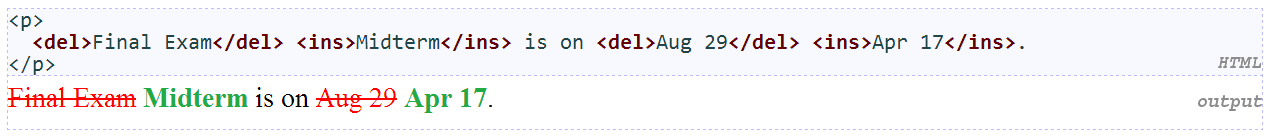 <p>
  <del>Final Exam</del> <ins>Midterm</ins> is on <del>Aug 29</del> <ins>Apr 17</ins>.
</p>
HTML
Final Exam Midterm is on Aug 29 Apr 17.
output